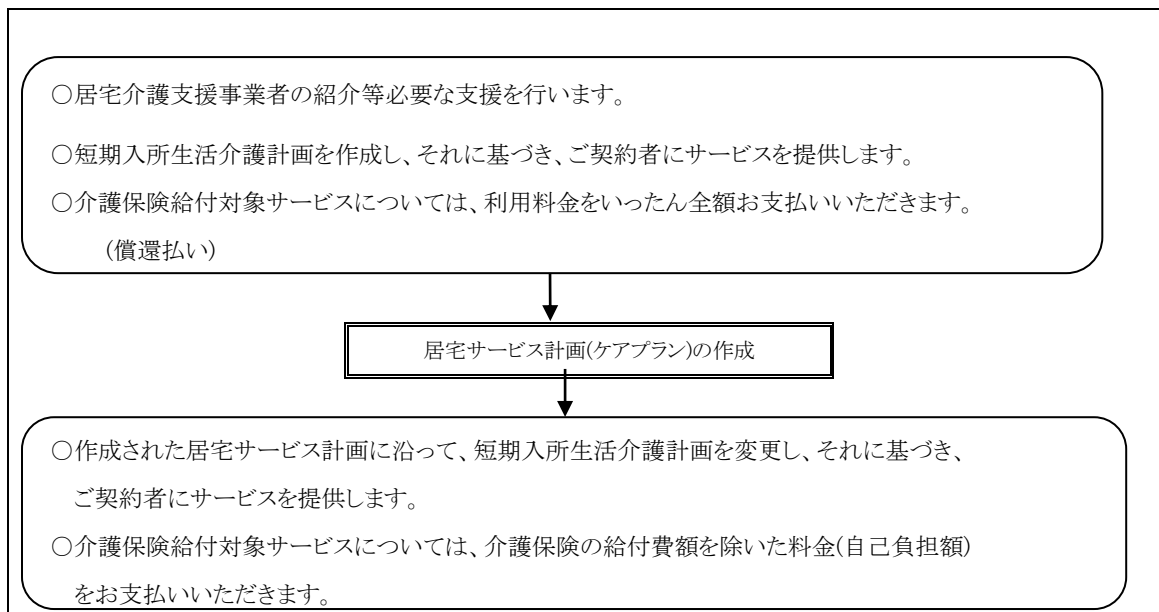 ○居宅介護支援事業者の紹介等必要な支援を行います。
○短期入所生活介護計画を作成し、それに基づき、ご契約者にサービスを提供します。
○介護保険給付対象サービスについては、利用料金をいったん全額お支払いいただきます。
(償還払い)
居宅サービス計画(ケアプラン)の作成
○作成された居宅サービス計画に沿って、短期入所生活介護計画を変更し、それに基づき、
ご契約者にサービスを提供します。
○介護保険給付対象サービスについては、介護保険の給付費額を除いた料金(自己負担額)
をお支払いいただきます。